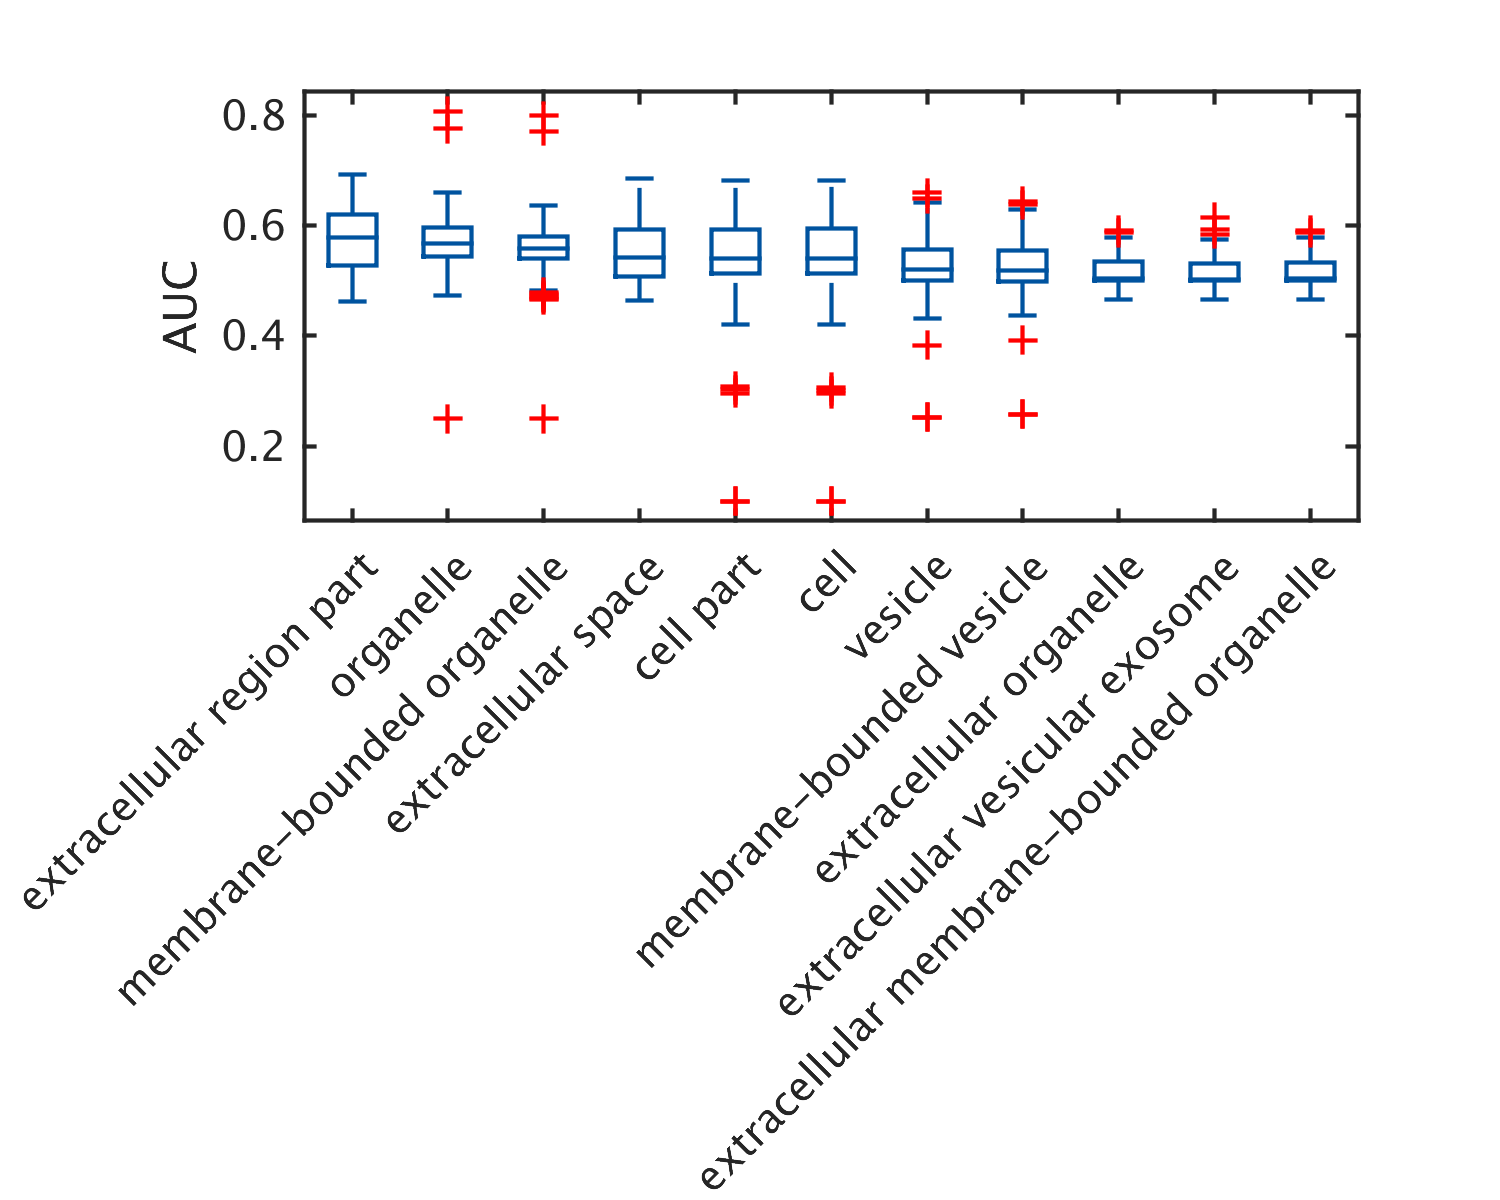 0.8
0.6
0.4
0.2
AUC
extracellular region part
organelle
membrane−bounded organelle
extracellular space
cell part
cell
vesicle
membrane−bounded vesicle
extracellular organelle
extracellular vesicular exosome
extracellular membrane−bounded organelle